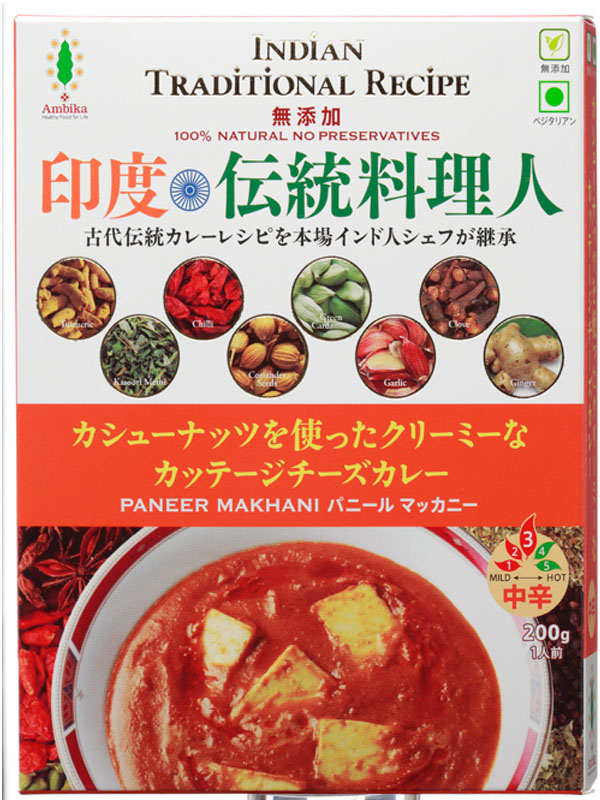 INDIAN
TRADITIONAL RECIPE
無添加
100% NATURAL NO PRESERVATIVES
Ambika
Healthy Food for Life
無添加
ベジタリアン
印度伝統料理人
古代伝統カレーレシピを本場インド人シェフが継承
Turmeric
Chilli
Green
Cardamom
Clove
Kasoori Methi
Coriander
Seeds
Garlic
Ginger
カシューナッツを使ったクリーミーな
カッテージチーズカレー
PANEER MAKHANI パニール マッカニー
1 2 3 4 5
MILD HOT
中辛
200g
1人前